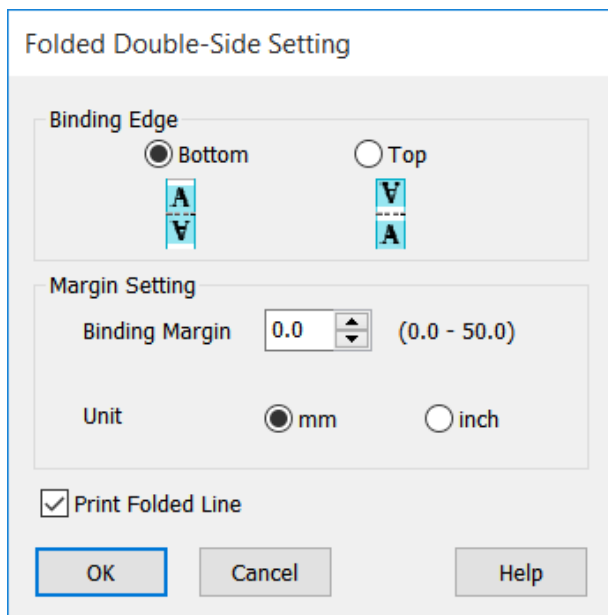 Folded Double-Side Setting
Binding Edge
Bottom Top
A A
A A
Margin Setting
Binding Margin 0.0 (0.0 - 50.0)
Unit mm inch
Print Folded Line
OK Cancel Help